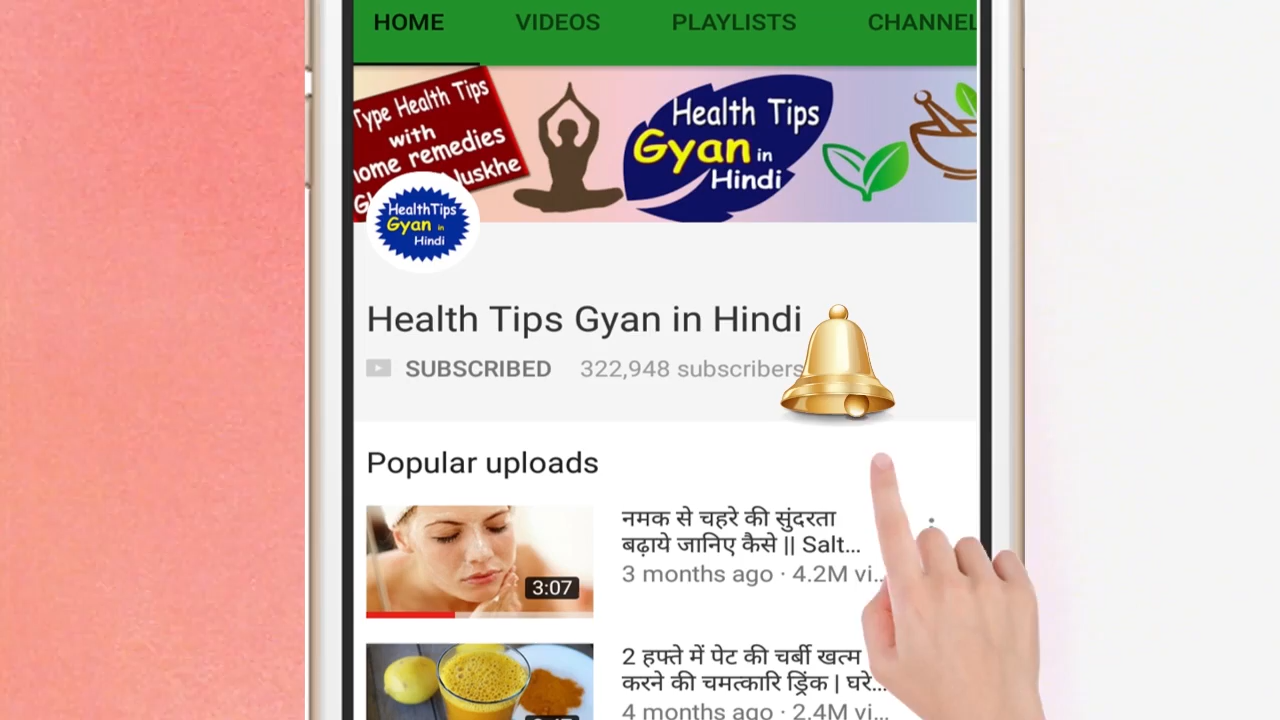 HOME VIDEOS PLAYLISTS CHANNEL
Type Health Tips
with
ome remedies
Gh Nuskhe
Health Tips
Gyan in
Hindi
HealthTips
Gyan in
Hindi
Health Tips Gyan in Hindi
SUBSCRIBED 322,948 subscribers
Popular uploads
नमक से चहरे की सुंदरता
बढ़ाये जानिए कैसे || Salt...
3 months ago · 4.2M vi...
3:07
2 हफ्ते में पेट की चर्बी खत्म
करने की चमत्कारि ड्रिंक | घरे...
4 months ago · 2.4M vi...